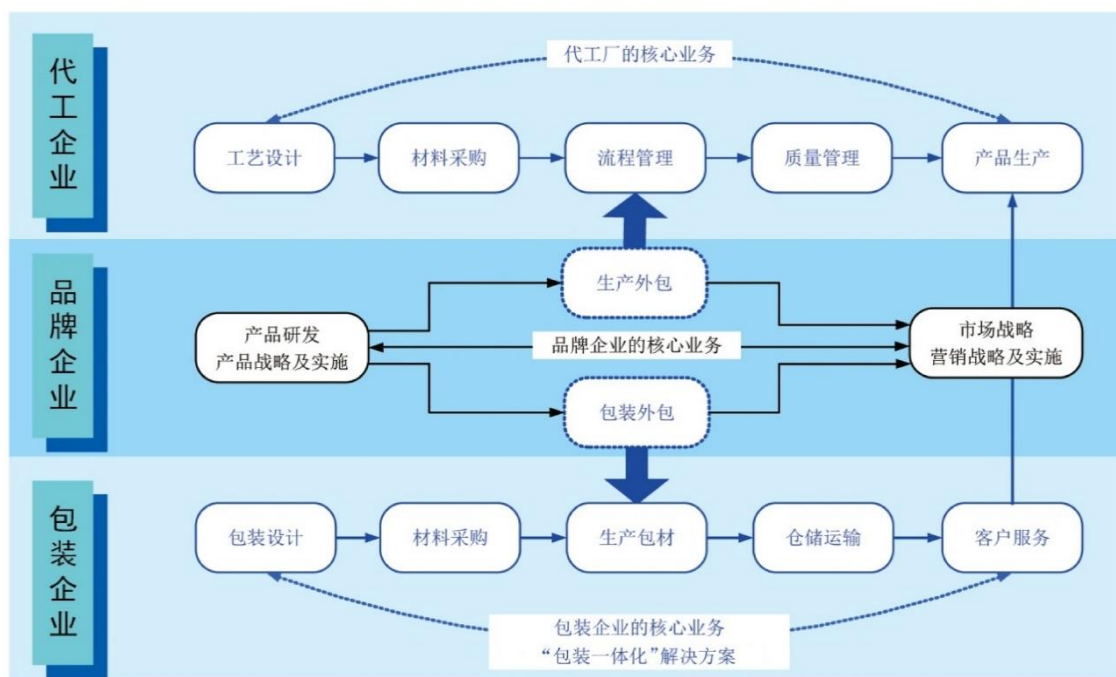 代工企业
代工厂的核心业务
工艺设计
材料采购
流程管理
质量管理
产品生产
品牌企业
生产外包
产品研发
产品战略及实施
品牌企业的核心业务
市场战略
营销战略及实施
包装外包
包装企业
包装设计
材料采购
生产包材
仓储运输
客户服务
包装企业的核心业务
“包装一体化”解决方案